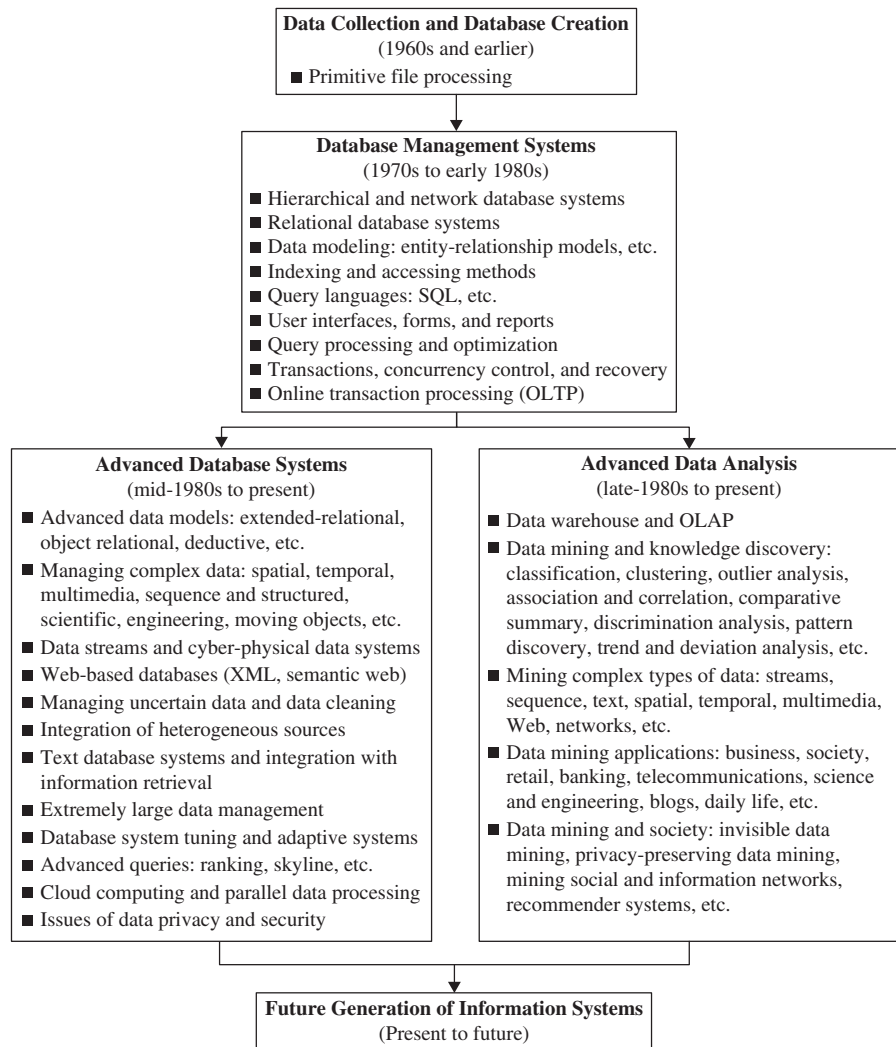 Data Collection and Database Creation
(1960s and earlier)
■ Primitive file processing
Database Management Systems
(1970s to early 1980s)
■ Hierarchical and network database systems
■ Relational database systems
■ Data modeling: entity-relationship models, etc.
■ Indexing and accessing methods
■ Query languages: SQL, etc.
■ User interfaces, forms, and reports
■ Query processing and optimization
■ Transactions, concurrency control, and recovery
■ Online transaction processing (OLTP)
Advanced Database Systems
(mid-1980s to present)
■ Advanced data models: extended-relational,
object relational, deductive, etc.
■ Managing complex data: spatial, temporal,
multimedia, sequence and structured,
scientific, engineering, moving objects, etc.
■ Data streams and cyber-physical data systems
■ Web-based databases (XML, semantic web)
■ Managing uncertain data and data cleaning
■ Integration of heterogeneous sources
■ Text database systems and integration with
information retrieval
■ Extremely large data management
■ Database system tuning and adaptive systems
■ Advanced queries: ranking, skyline, etc.
■ Cloud computing and parallel data processing
■ Issues of data privacy and security
Advanced Data Analysis
(late-1980s to present)
■ Data warehouse and OLAP
■ Data mining and knowledge discovery:
classification, clustering, outlier analysis,
association and correlation, comparative
summary, discrimination analysis, pattern
discovery, trend and deviation analysis, etc.
■ Mining complex types of data: streams,
sequence, text, spatial, temporal, multimedia,
Web, networks, etc.
■ Data mining applications: business, society,
retail, banking, telecommunications, science
and engineering, blogs, daily life, etc.
■ Data mining and society: invisible data
mining, privacy-preserving data mining,
mining social and information networks,
recommender systems, etc.
Future Generation of Information Systems
(Present to future)